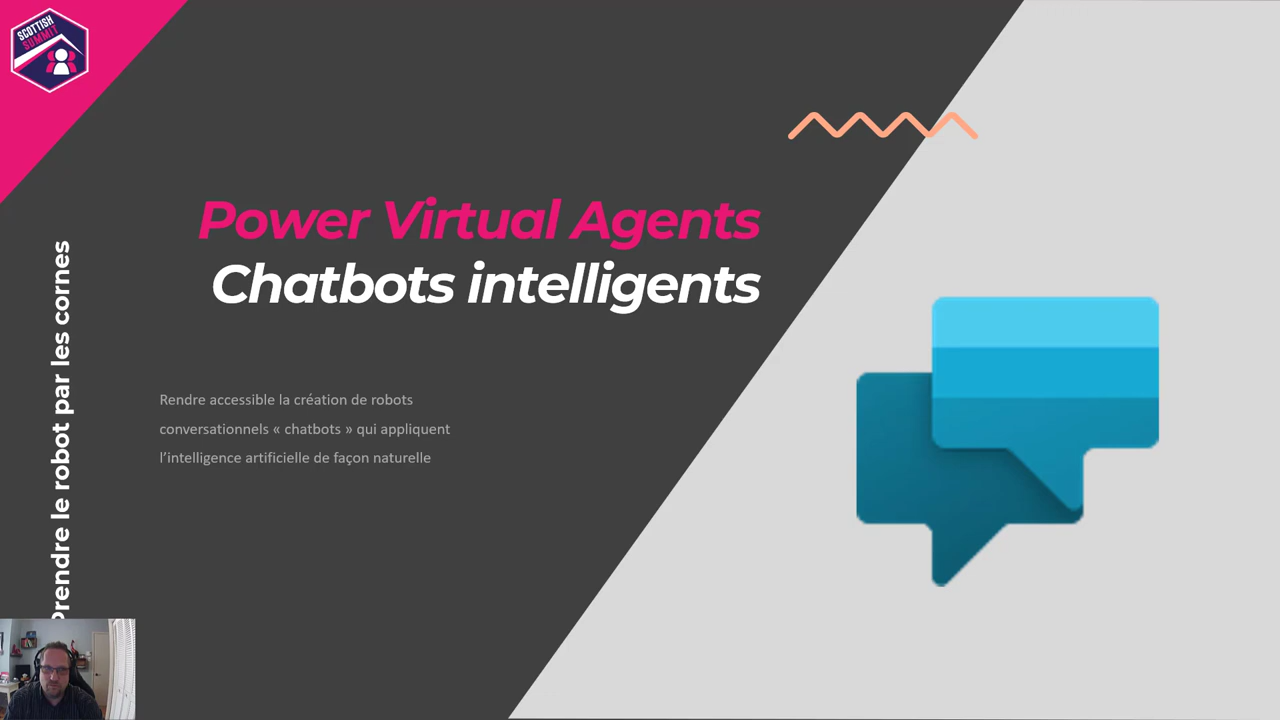 SCOTTISH
SUMMIT
Power Virtual Agents
Chatbots intelligents
Rendre accessible la création de robots
conversationnels « chatbots » qui appliquent
l’intelligence artificielle de façon naturelle
Prendre le robot par les cornes